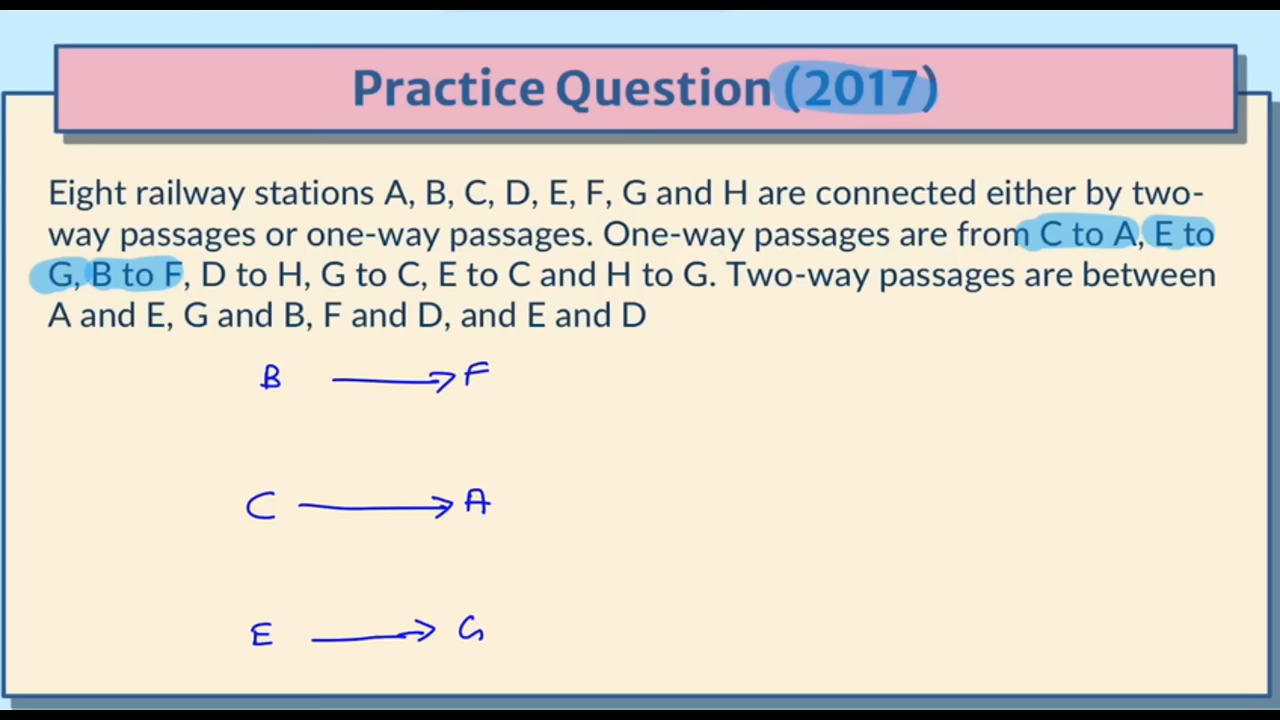 Practice Question (2017)
Eight railway stations A, B, C, D, E, F, G and H are connected either by two-
way passages or one-way passages. One-way passages are from C to A, E to
G, B to F, D to H, G to C, E to C and H to G. Two-way passages are between
A and E, G and B, F and D, and E and D
B F
C A
E G